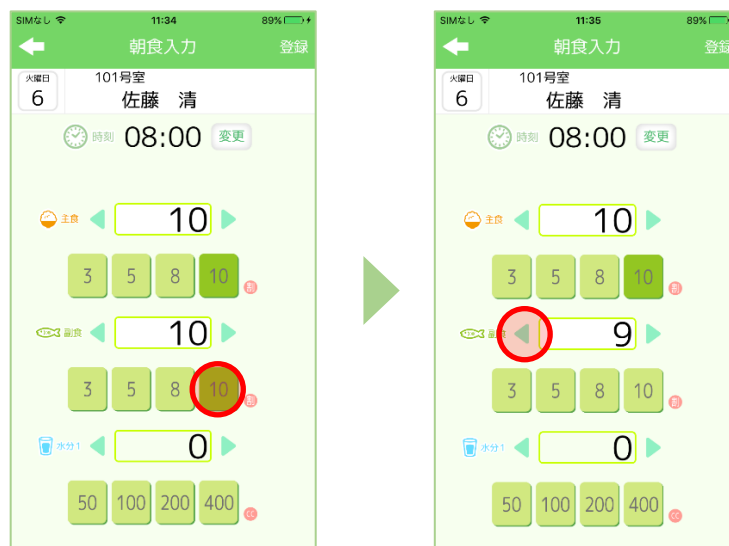 SIMなし 11:34 89%
朝食入力 登録
火曜日 101号室
6 佐藤 清
時刻 08:00 変更
主食 10
3 5 8 10 割
副食 10
3 5 8 10 割
水分1 0
50 100 200 400 cc
SIMなし 11:35 89%
朝食入力 登録
火曜日 101号室
6 佐藤 清
時刻 08:00 変更
主食 10
3 5 8 10 割
副食 9
3 5 8 10 割
水分1 0
50 100 200 400 cc